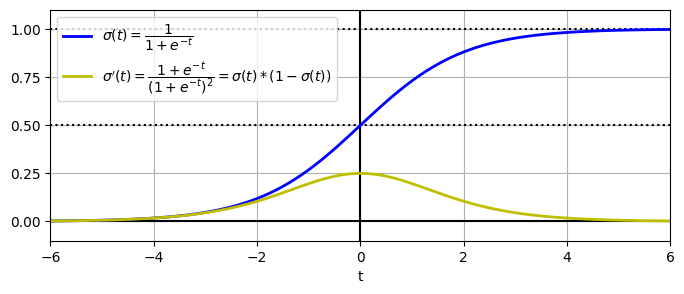 σ(t) = 1 / (1 + e^{-t})
σ'(t) = (1 + e^{-t}) / (1 + e^{-t})^2 = σ(t) * (1 − σ(t))
1.00
0.75
0.50
0.25
0.00
−6 −4 −2 0 2 4 6
t